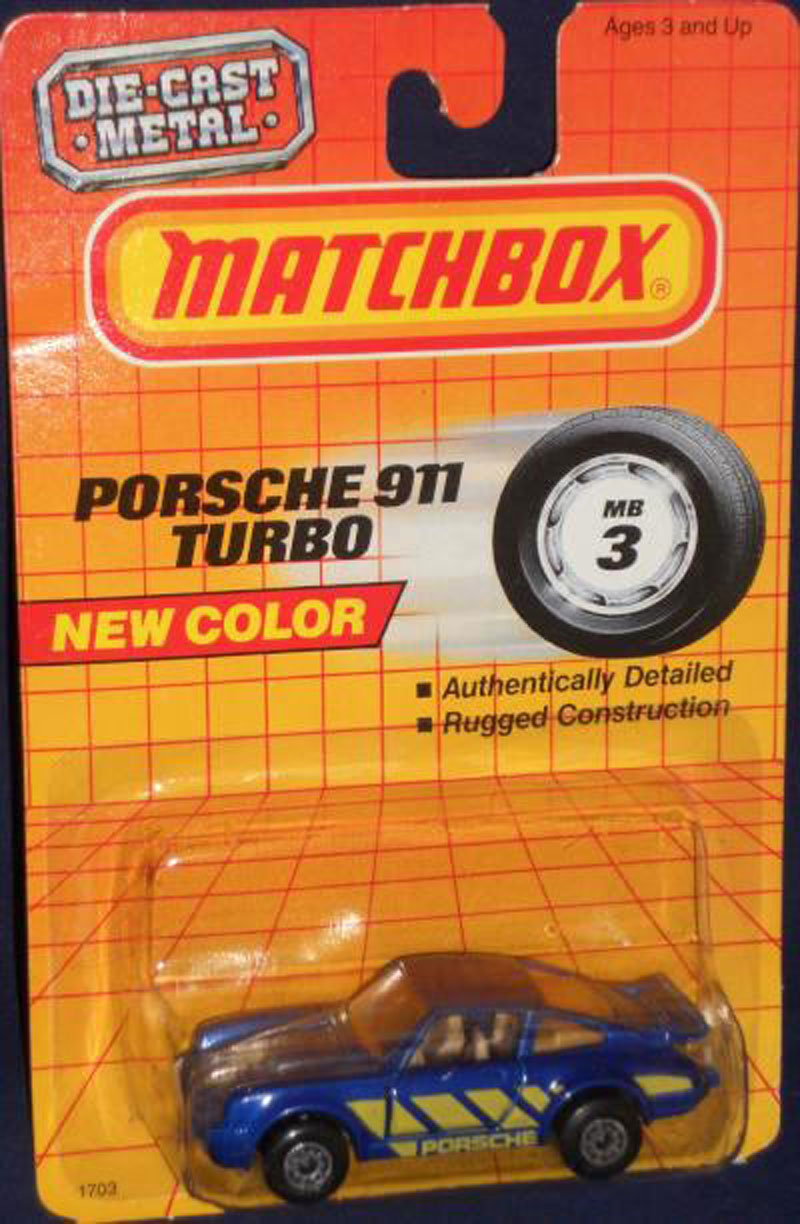 Ages 3 and Up
DIE-CAST
• METAL •
MATCHBOX®
PORSCHE 911
TURBO
MB
3
NEW COLOR
■ Authentically Detailed
■ Rugged Construction
PORSCHE
1703